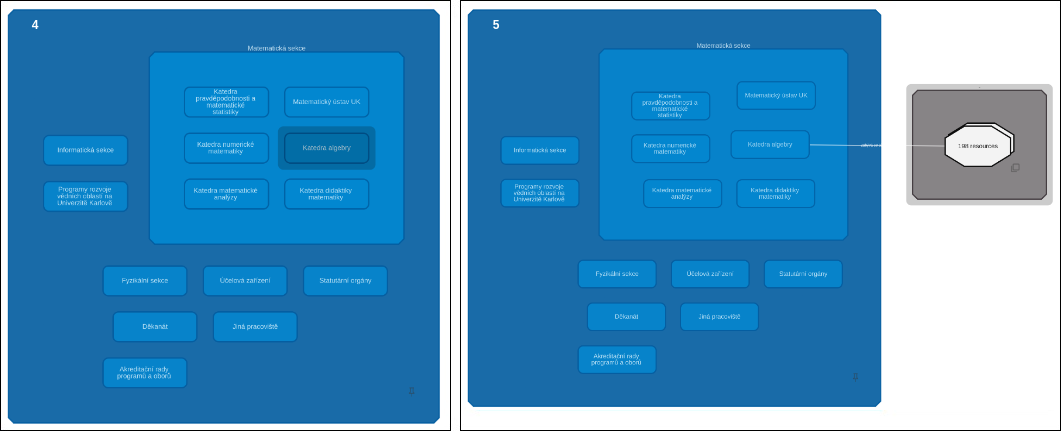 4
Matematická sekce
Katedra
pravděpodobnosti a
matematické
statistiky
Matematický ústav UK
Katedra numerické
matematiky
Katedra algebry
Katedra matematické
analýzy
Katedra didaktiky
matematiky
Informatická sekce
Programy rozvoje
vědních oblastí na
Univerzitě Karlově
Fyzikální sekce
Účelová zařízení
Statutární orgány
Děkanát
Jiná pracoviště
Akreditační rady
programů a oborů
5
Matematická sekce
Katedra
pravděpodobnosti a
matematické
statistiky
Matematický ústav UK
Katedra numerické
matematiky
Katedra algebry
Katedra matematické
analýzy
Katedra didaktiky
matematiky
Informatická sekce
Programy rozvoje
vědních oblastí na
Univerzitě Karlově
Fyzikální sekce
Účelová zařízení
Statutární orgány
Děkanát
Jiná pracoviště
Akreditační rady
programů a oborů
198 resources